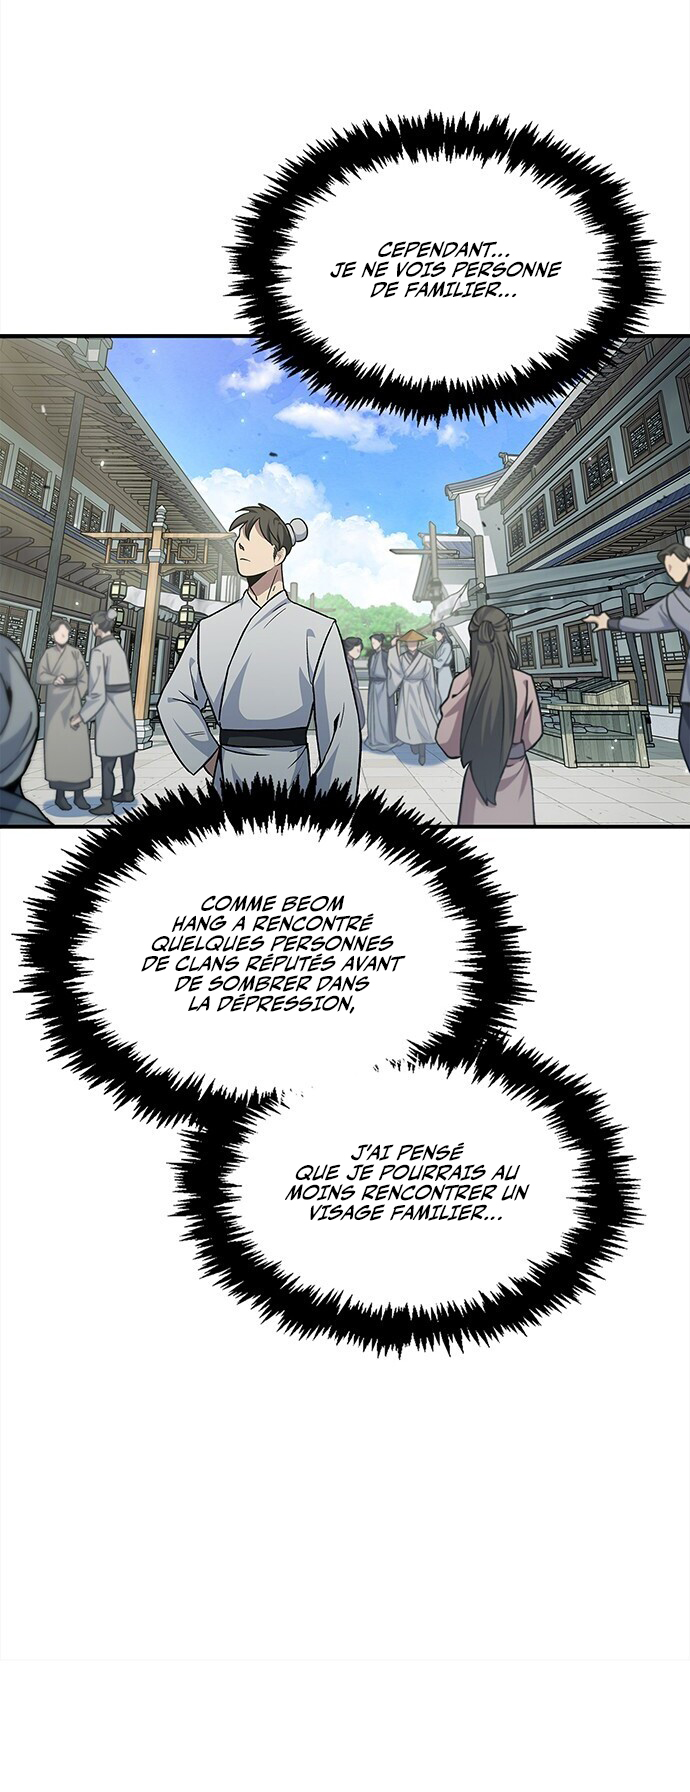 CEPENDANT...
JE NE VOIS PERSONNE
DE FAMILIER...
COMME BEOM
HANG A RENCONTRÉ
QUELQUES PERSONNES
DE CLANS RÉPUTÉS AVANT
DE SOMBRER DANS
LA DÉPRESSION,
J'AI PENSÉ
QUE JE POURRAIS AU
MOINS RENCONTRER UN
VISAGE FAMILIER...